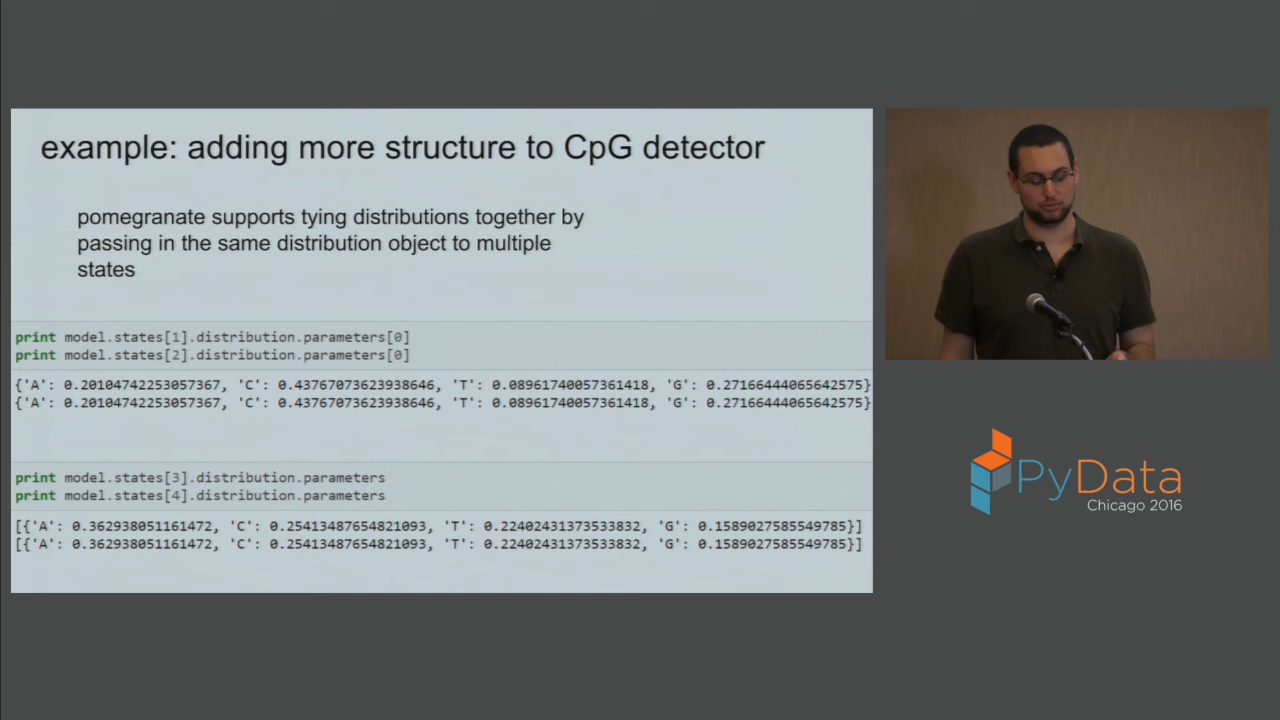 example: adding more structure to CpG detector
pomegranate supports tying distributions together by
passing in the same distribution object to multiple
states
print model.states[1].distribution.parameters[0]
print model.states[2].distribution.parameters[0]
{'A': 0.20104742253057367, 'C': 0.43767073623938646, 'T': 0.08961740057361418, 'G': 0.27166444065642575}
{'A': 0.20104742253057367, 'C': 0.43767073623938646, 'T': 0.08961740057361418, 'G': 0.27166444065642575}
print model.states[3].distribution.parameters
print model.states[4].distribution.parameters
[{'A': 0.362938051161472, 'C': 0.25413487654821093, 'T': 0.22402431373533832, 'G': 0.1589027585549785}]
[{'A': 0.362938051161472, 'C': 0.25413487654821093, 'T': 0.22402431373533832, 'G': 0.1589027585549785}]
PyData
Chicago 2016